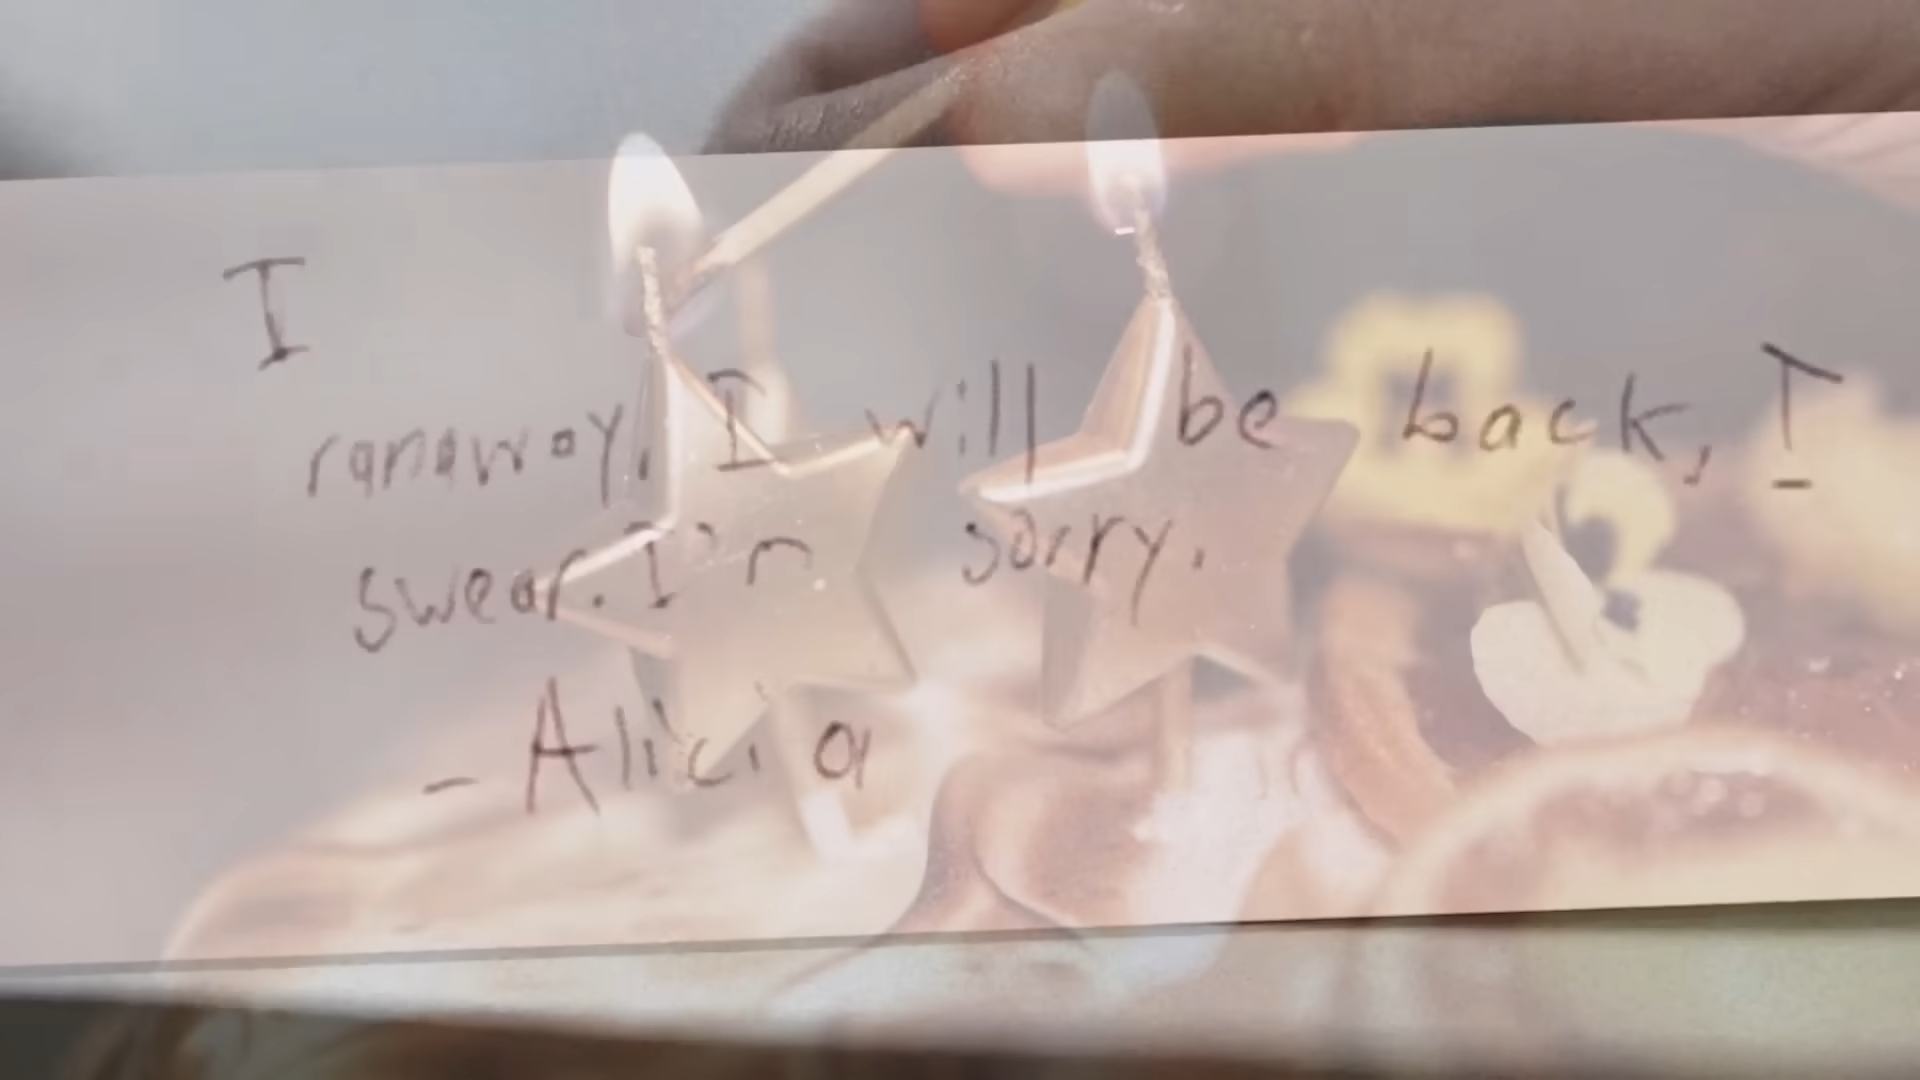 I
ranaway. I will be back, I
swear. I'm sorry.
- Alicia